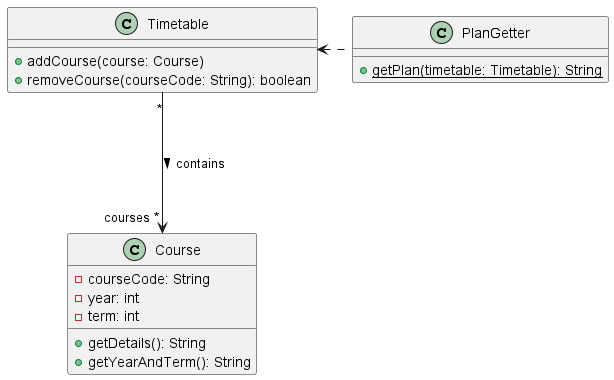 C Timetable
addCourse(course: Course)
removeCourse(courseCode: String): boolean
C PlanGetter
getPlan(timetable: Timetable): String
*
contains
courses *
C Course
courseCode: String
year: int
term: int
getDetails(): String
getYearAndTerm(): String